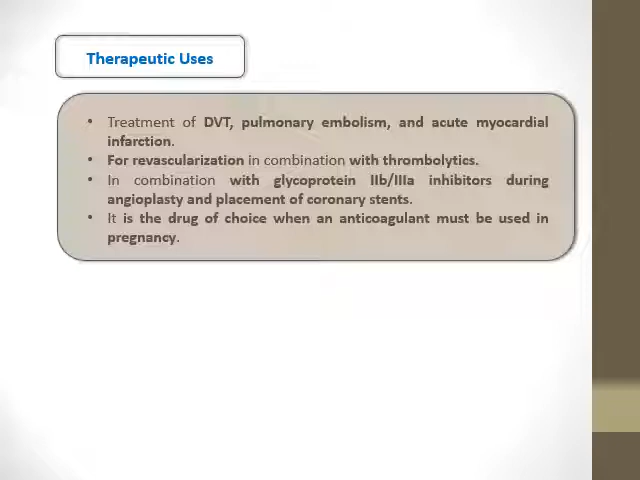 Therapeutic Uses
• Treatment of DVT, pulmonary embolism, and acute myocardial
infarction.
• For revascularization in combination with thrombolytics.
• In combination with glycoprotein IIb/IIIa inhibitors during
angioplasty and placement of coronary stents.
• It is the drug of choice when an anticoagulant must be used in
pregnancy.